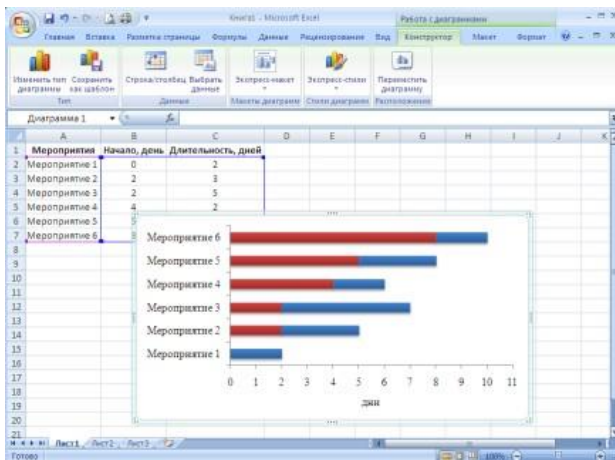 Книга1 - Microsoft Excel
Работа с диаграммами
Главная Вставка Разметка страницы Формулы Данные Рецензирование Вид Конструктор Макет Формат
Изменить тип диаграммы Сохранить как шаблон Строка/столбец Выбрать данные Экспресс-макет Экспресс-стили Переместить диаграмму
Тип Данные Макеты диаграмм Стили диаграмм Расположение
Диаграмма 1 fx
A B C D E F G H I J K
1 Мероприятия Начало, день Длительность, дней
2 Мероприятие 1 0 2
3 Мероприятие 2 2 3
4 Мероприятие 3 2 5
5 Мероприятие 4 4 2
6 Мероприятие 5 5
7 Мероприятие 6 8
8
9
10
11
12
13
14
15
16
17
18
19
20
21
Мероприятие 6
Мероприятие 5
Мероприятие 4
Мероприятие 3
Мероприятие 2
Мероприятие 1
0 1 2 3 4 5 6 7 8 9 10 11
дни
Лист1 Лист2 Лист3
Готово 100%